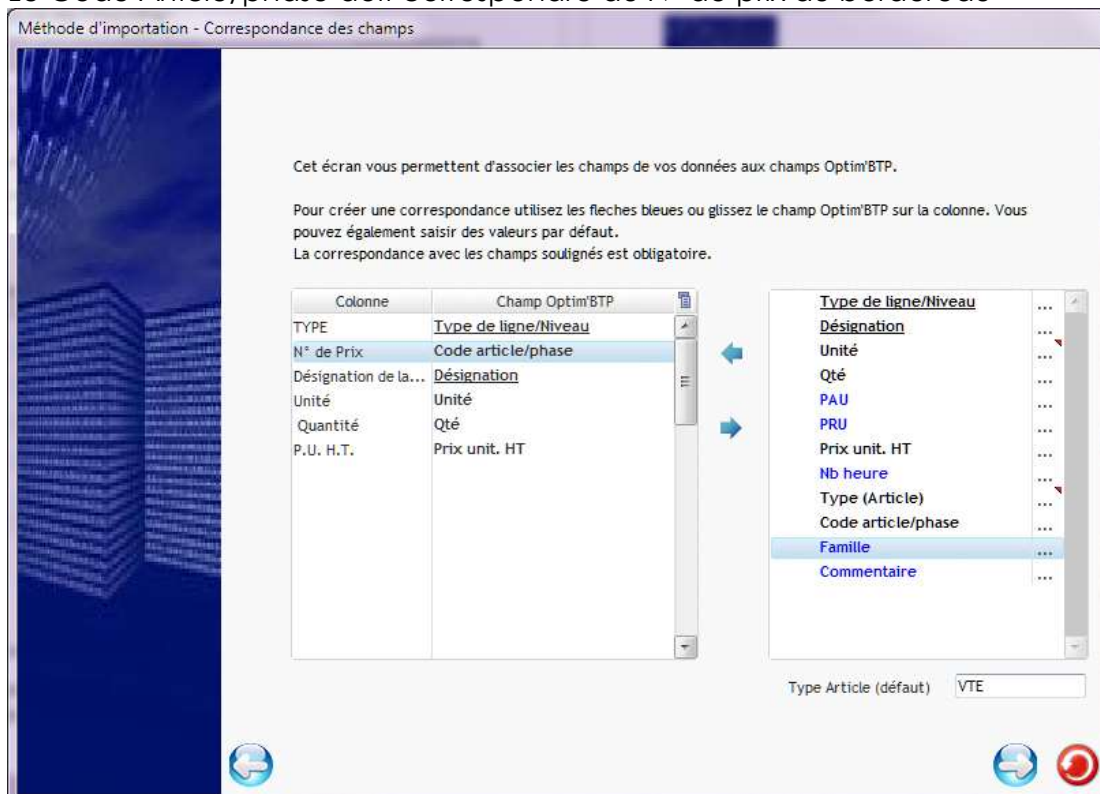 Méthode d'importation - Correspondance des champs
Cet écran vous permettent d'associer les champs de vos données aux champs Optim'BTP.
Pour créer une correspondance utilisez les fleches bleues ou glissez le champ Optim'BTP sur la colonne. Vous
pouvez également saisir des valeurs par défaut.
La correspondance avec les champs soulignés est obligatoire.
Colonne Champ Optim'BTP
TYPE Type de ligne/Niveau
N° de Prix Code article/phase
Désignation de la... Désignation
Unité Unité
Quantité Qté
P.U. H.T. Prix unit. HT
Type de ligne/Niveau ...
Désignation ...
Unité ...
Qté ...
PAU ...
PRU ...
Prix unit. HT ...
Nb heure ...
Type (Article) ...
Code article/phase ...
Famille ...
Commentaire ...
Type Article (défaut) VTE